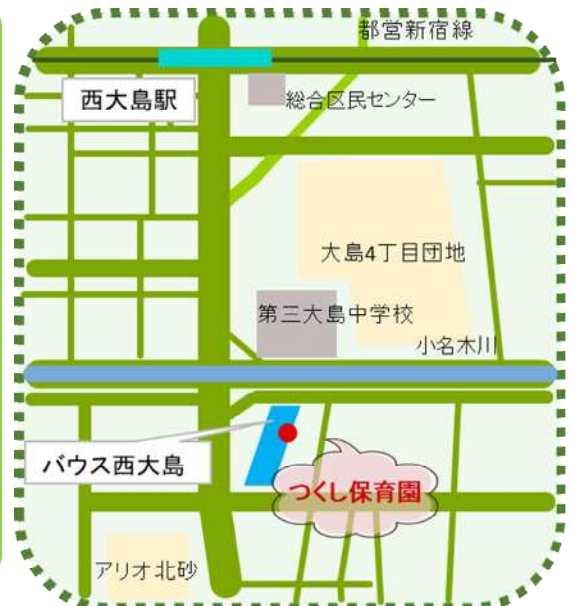 都営新宿線
西大島駅
総合区民センター
大島4丁目団地
第三大島中学校
小名木川
バウス西大島
つくし保育園
アリオ北砂